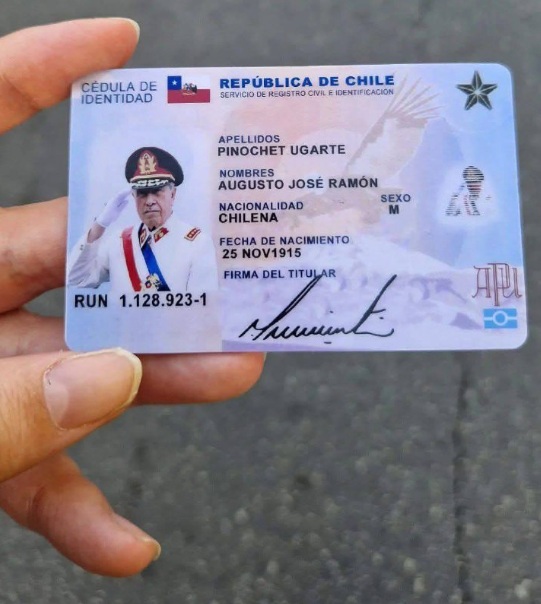 CÉDULA DE
IDENTIDAD
REPÚBLICA DE CHILE
SERVICIO DE REGISTRO CIVIL E IDENTIFICACIÓN
APELLIDOS
PINOCHET UGARTE
NOMBRES
AUGUSTO JOSÉ RAMÓN
NACIONALIDAD
SEXO
CHILENA
M
FECHA DE NACIMIENTO
25 NOV1915
FIRMA DEL TITULAR
RUN 1.128.923-1
APU